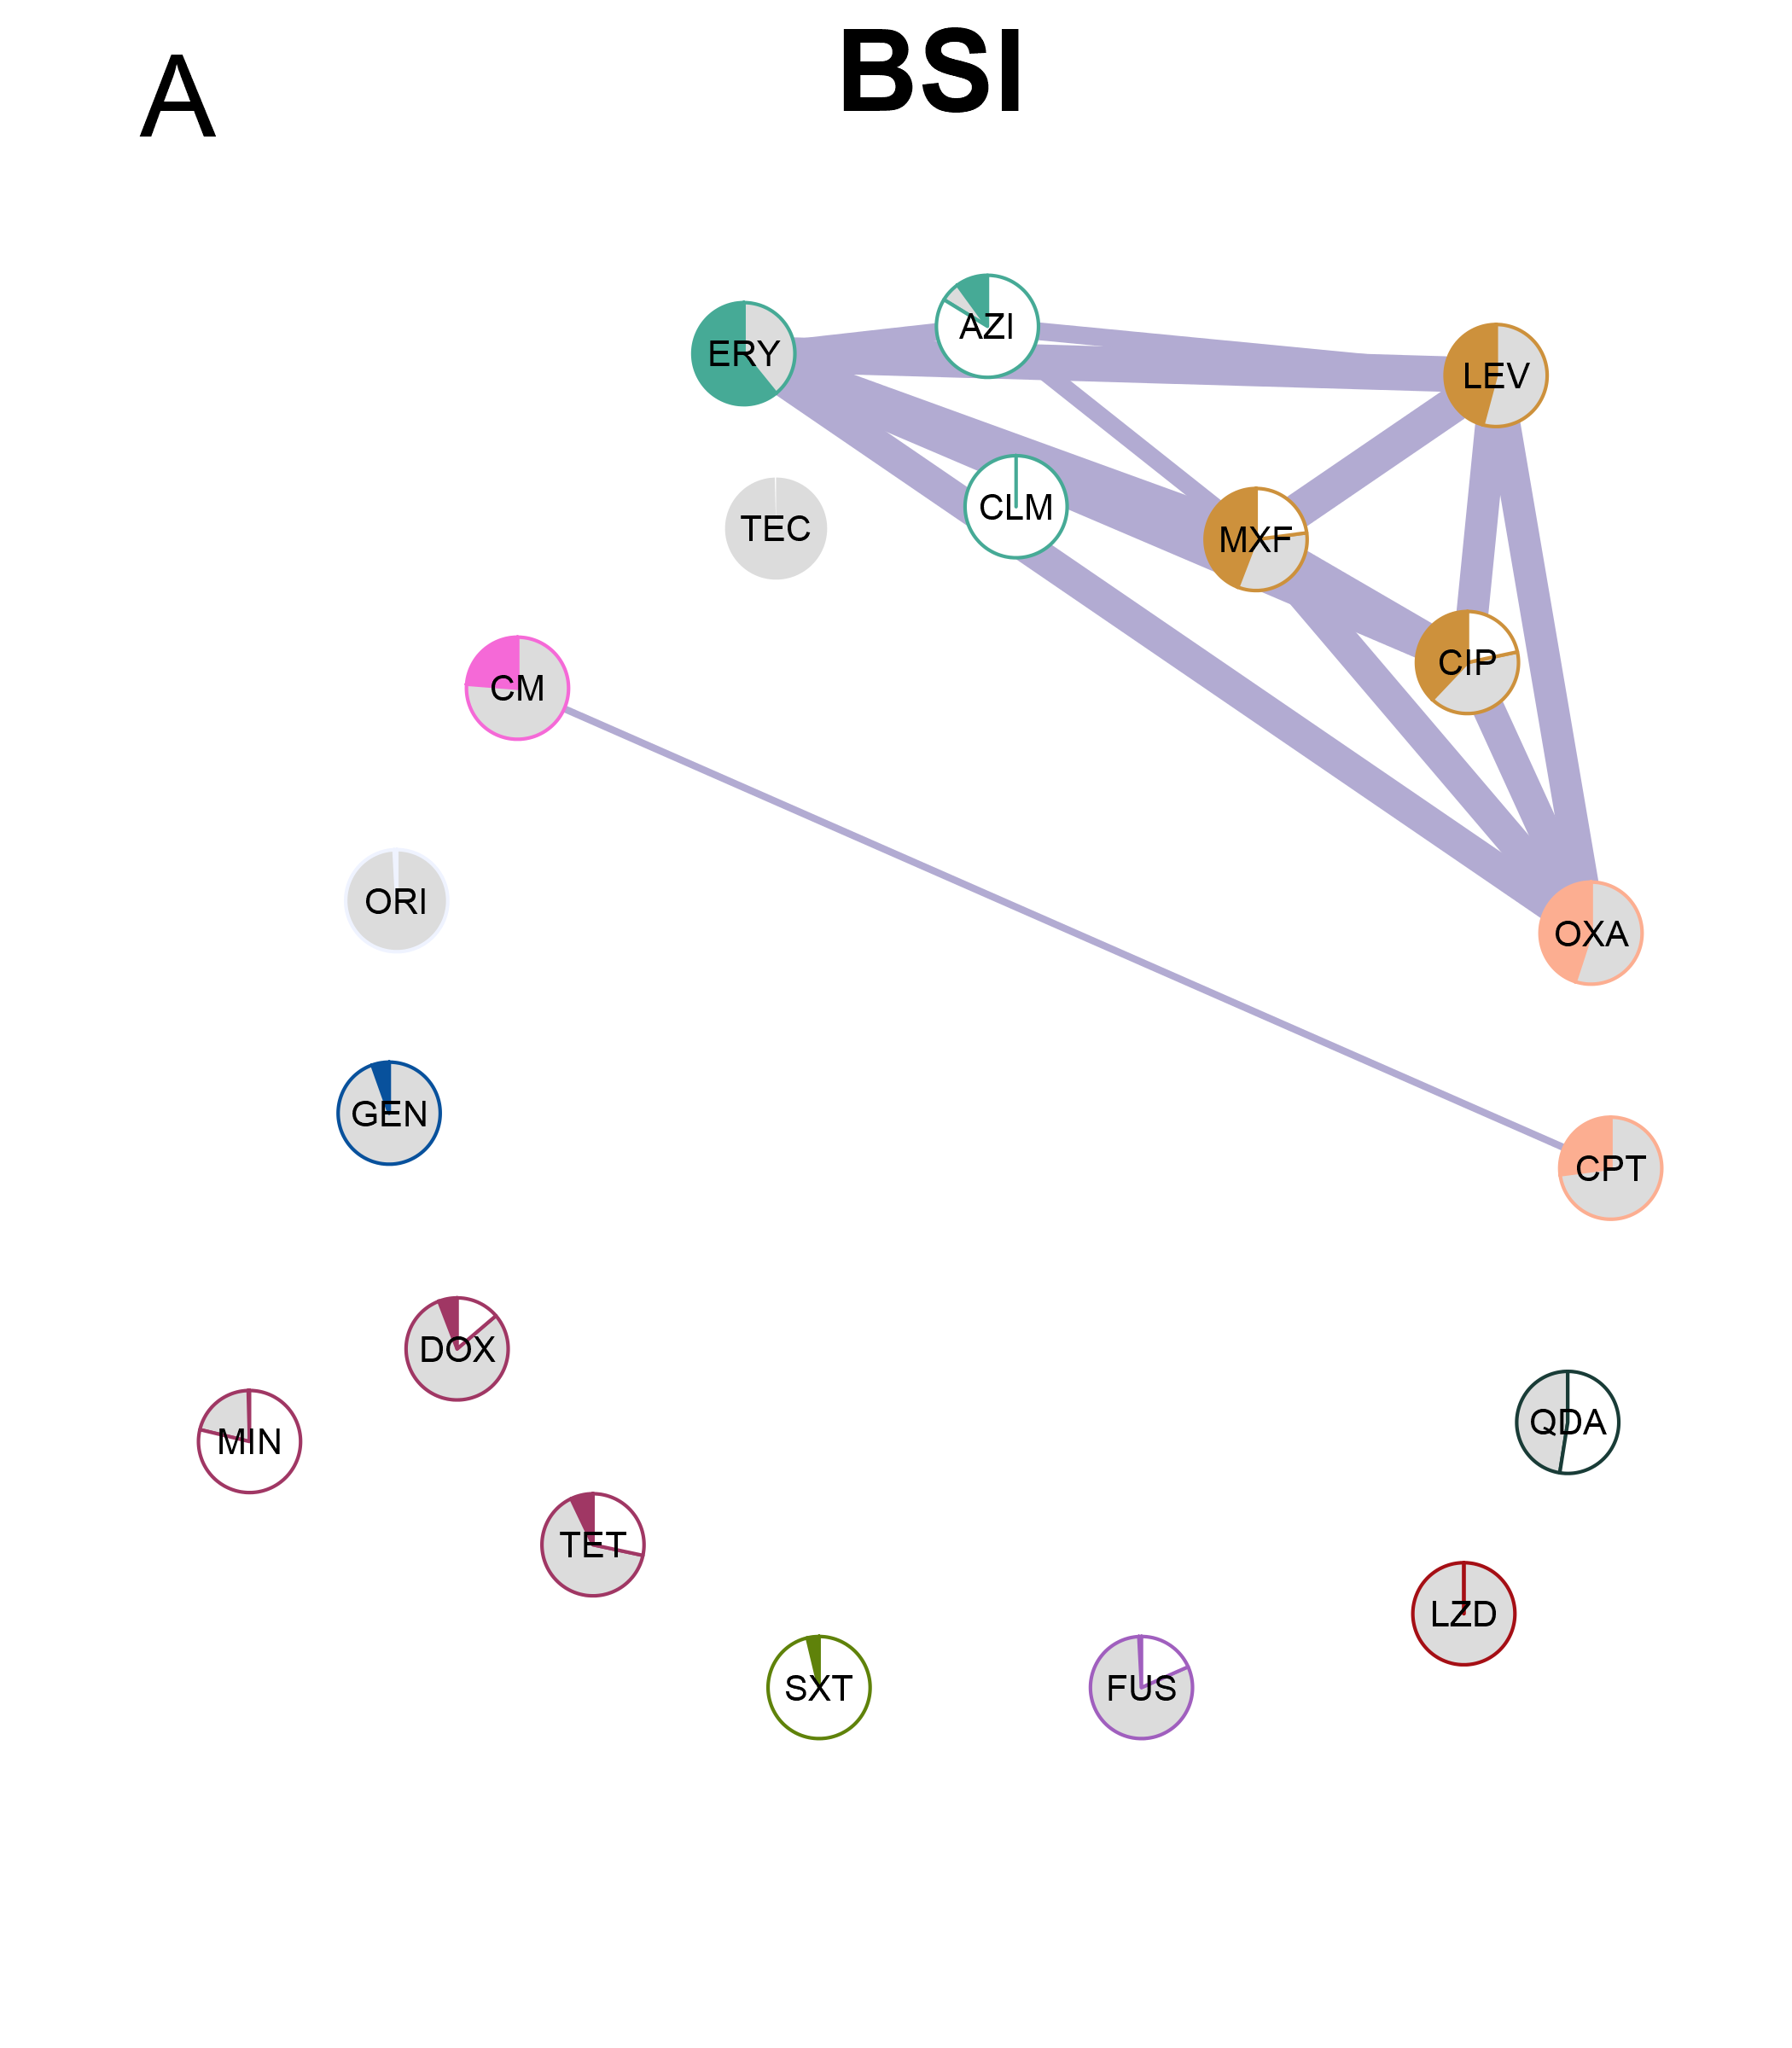 A
BSI
AZI
ERY
LEV
CLM
TEC
MXF
CIP
CM
ORI
OXA
GEN
CPT
DOX
QDA
MIN
TET
LZD
SXT
FUS